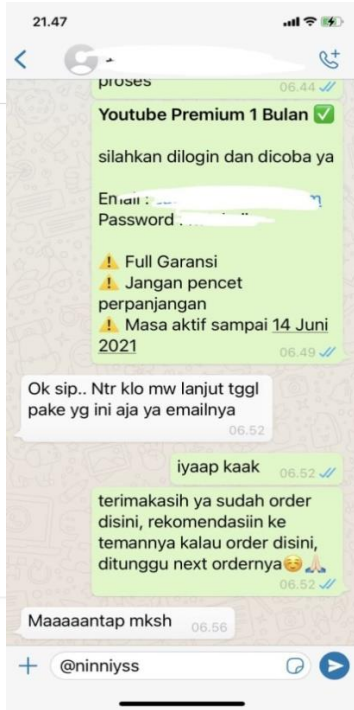 21.47
proses
06.44
Youtube Premium 1 Bulan
silahkan dilogin dan dicoba ya
Email :
Password
Full Garansi
Jangan pencet
perpanjangan
Masa aktif sampai 14 Juni
2021
06.49
Ok sip.. Ntr klo mw lanjut tggl
pake yg ini aja ya emailnya
06.52
iyaap kaak
06.52
terimakasih ya sudah order
disini, rekomendasiin ke
temannya kalau order disini,
ditunggu next ordernya
06.52
Maaaaantap mksh
06.56
@ninniyss